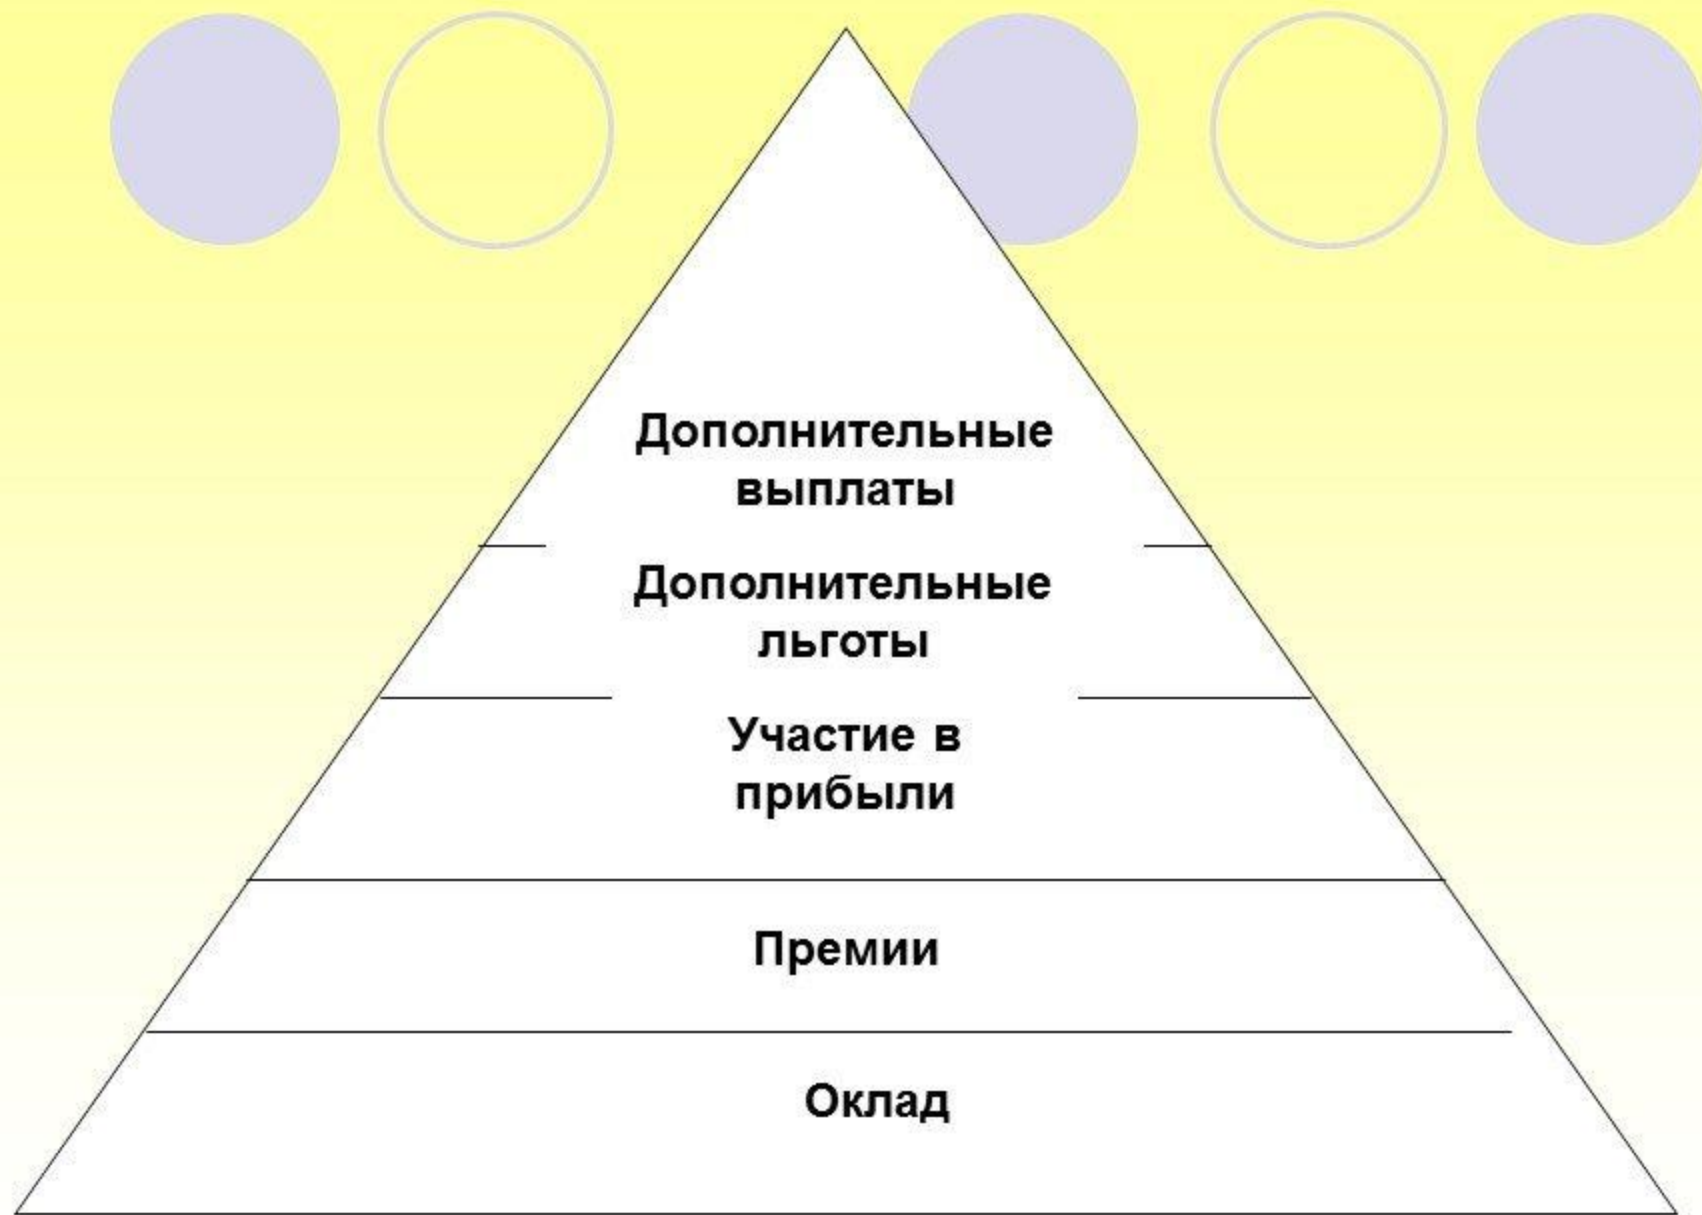 Дополнительные
выплаты
Дополнительные
льготы
Участие в
прибыли
Премии
Оклад